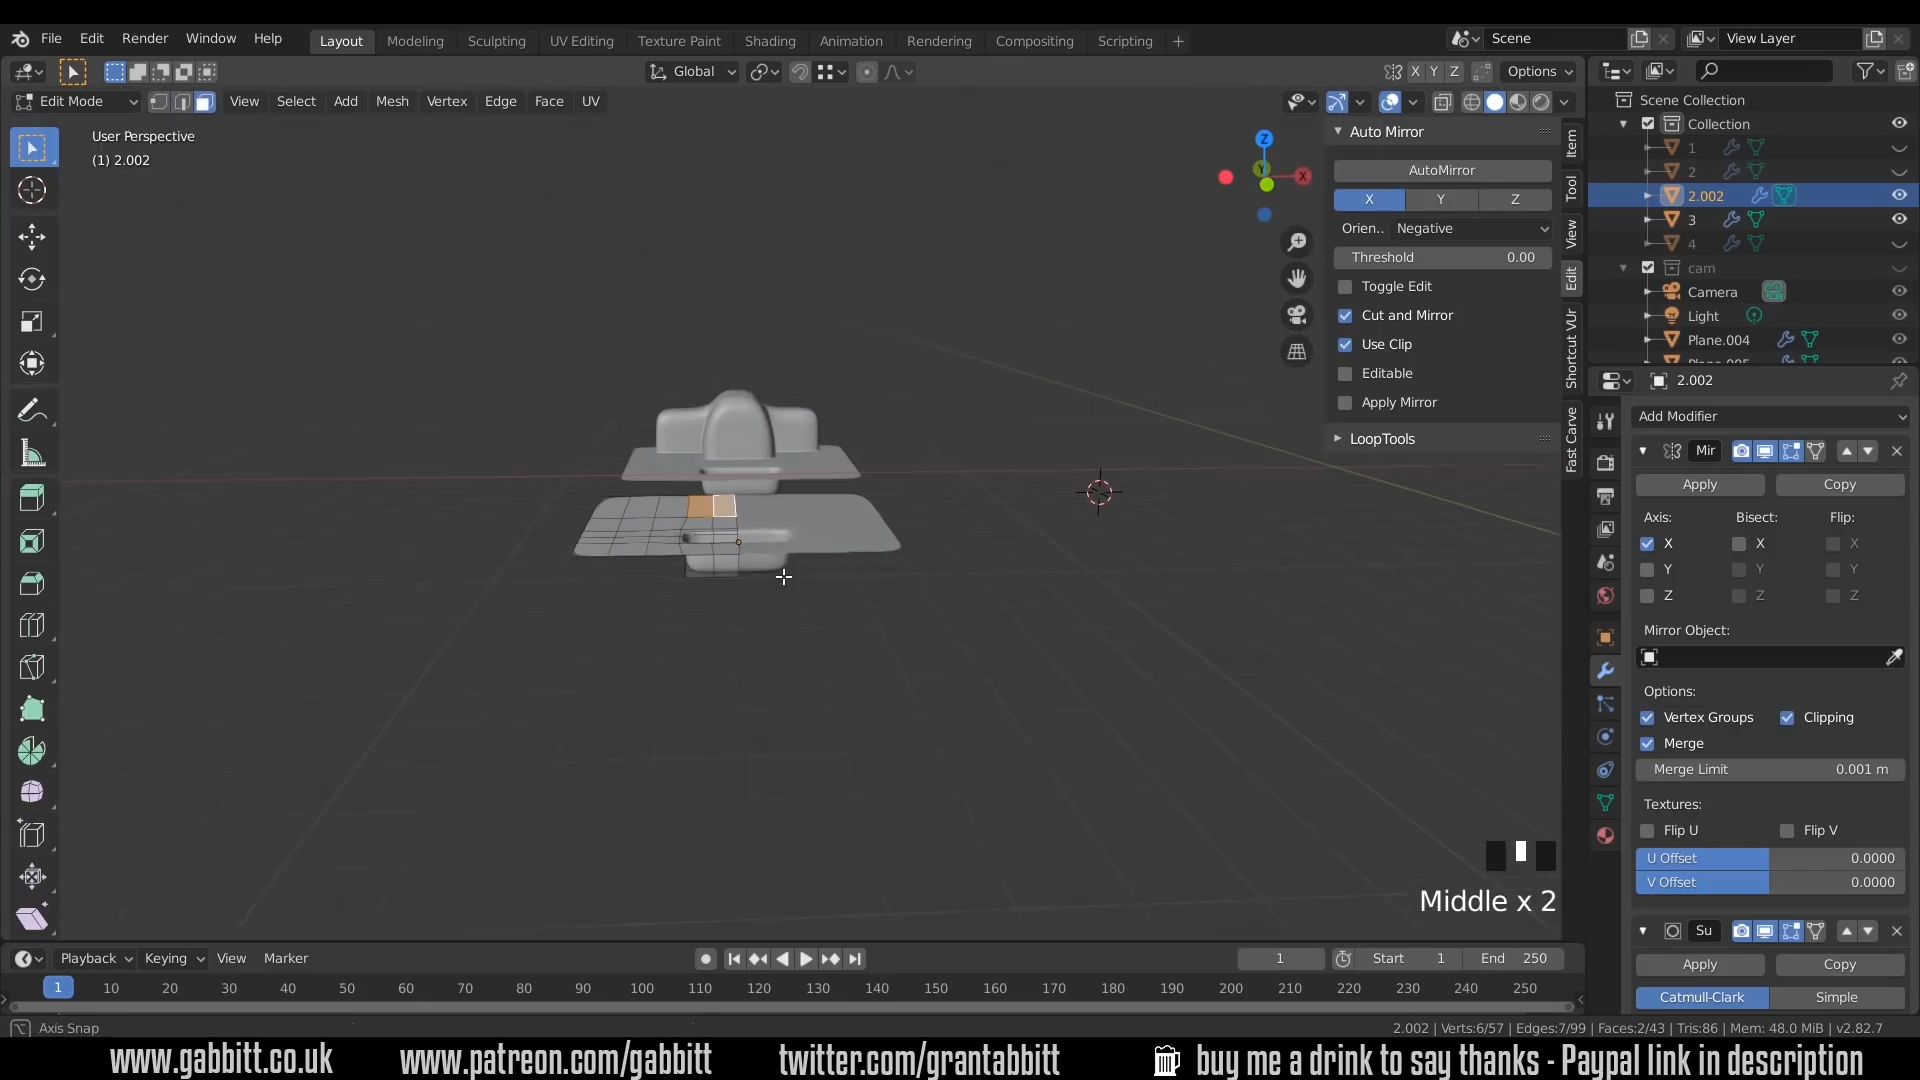 File Edit Render Window Help Layout Modeling Sculpting UV Editing Texture Paint Shading Animation Rendering Compositing Scripting + Scene View Layer
Global X Y Z Options
Edit Mode View Select Add Mesh Vertex Edge Face UV
User Perspective
(1) 2.002
Z
X
Auto Mirror
AutoMirror
X Y Z
Orien.. Negative
Threshold 0.00
Toggle Edit
Cut and Mirror
Use Clip
Editable
Apply Mirror
LoopTools
Item
Tool
View
Edit
Shortcut VUr
Fast Carve
Scene Collection
Collection
1
2
2.002
3
4
cam
Camera
Light
Plane.004
2.002
Add Modifier
Mir
Apply Copy
Axis: Bisect: Flip:
X X X
Y Y Y
Z Z Z
Mirror Object:
Options:
Vertex Groups Clipping
Merge
Merge Limit 0.001 m
Textures:
Flip U Flip V
U Offset 0.0000
V Offset 0.0000
Su
Apply Copy
Catmull-Clark Simple
Middle x 2
Playback Keying View Marker 1 Start 1 End 250
1 10 20 30 40 50 60 70 80 90 100 110 120 130 140 150 160 170 180 190 200 210 220 230 240 250
Axis Snap 2.002 | Verts:6/57 | Edges:7/99 | Faces:2/43 | Tris:86 | Mem: 48.0 MiB | v2.82.7
www.gabbitt.co.uk www.patreon.com/gabbitt twitter.com/grantabbitt buy me a drink to say thanks - Paypal link in description